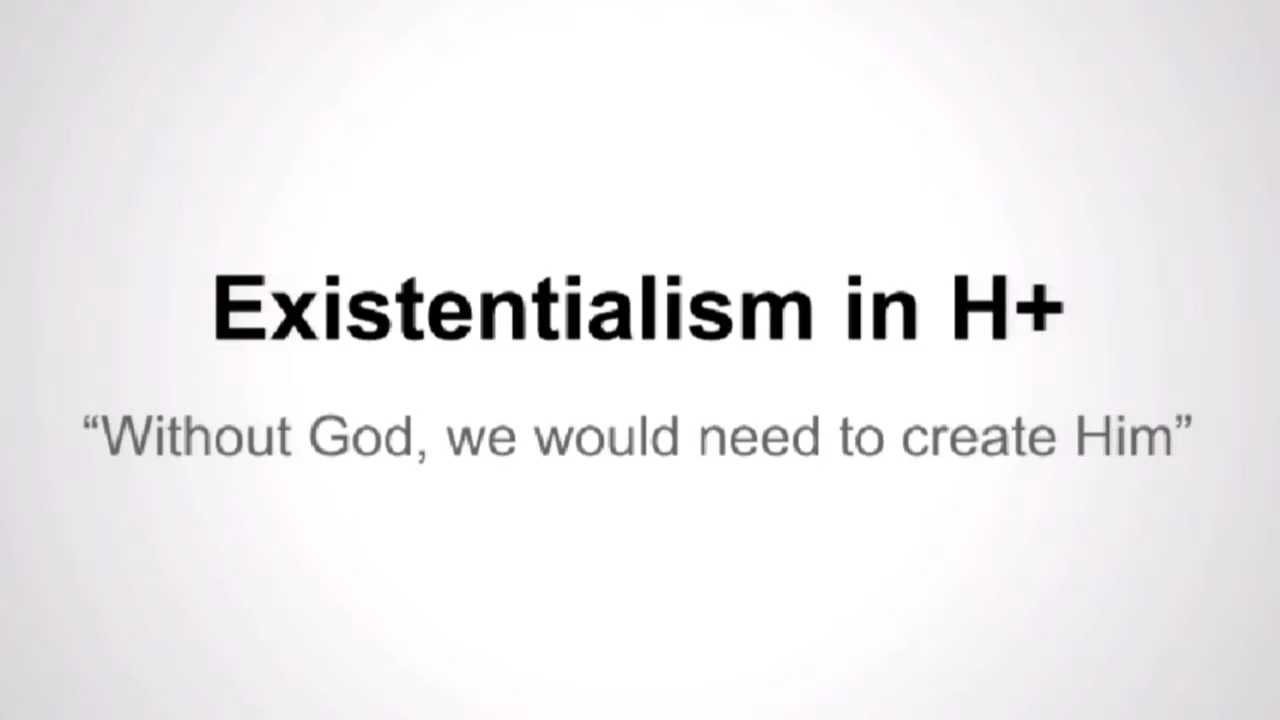 Existentialism in H+
“Without God, we would need to create Him”